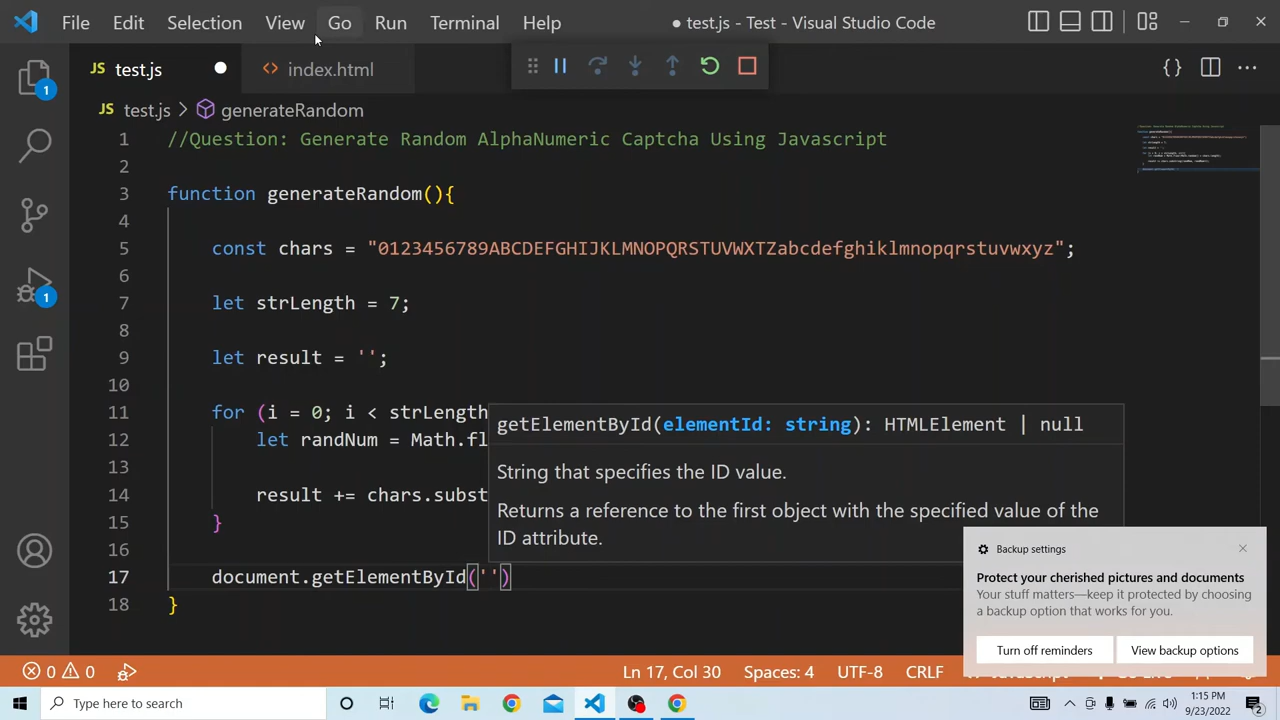 File Edit Selection View Go Run Terminal Help ● test.js - Test - Visual Studio Code
JS test.js ● <> index.html
JS test.js > generateRandom
1 //Question: Generate Random AlphaNumeric Captcha Using Javascript
2
3 function generateRandom(){
4
5 const chars = "0123456789ABCDEFGHIJKLMNOPQRSTUVWXTZabcdefghiklmnopqrstuvwxyz";
6
7 let strLength = 7;
8
9 let result = '';
10
11 for (i = 0; i < strLength
12 let randNum = Math.fl
13
14 result += chars.subst
15 }
16
17 document.getElementById('')
18 }
getElementById(elementId: string): HTMLElement | null
String that specifies the ID value.
Returns a reference to the first object with the specified value of the
ID attribute.
Backup settings
Protect your cherished pictures and documents
Your stuff matters—keep it protected by choosing
a backup option that works for you.
Turn off reminders View backup options
1
1
0 0 Ln 17, Col 30 Spaces: 4 UTF-8 CRLF
Type here to search
1:15 PM
9/23/2022
2